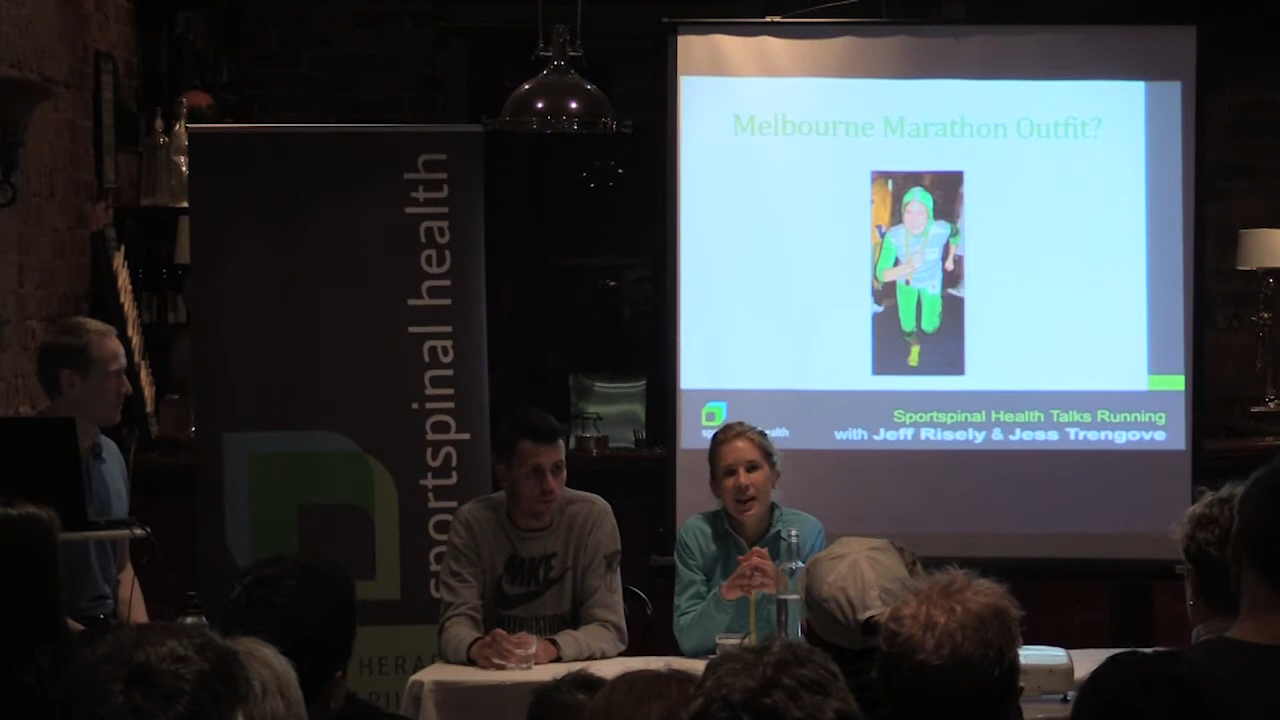 Melbourne Marathon Outfit?
Sportspinal Health Talks Running
with Jeff Risely & Jess Trengove
sportspinal health
NIKE